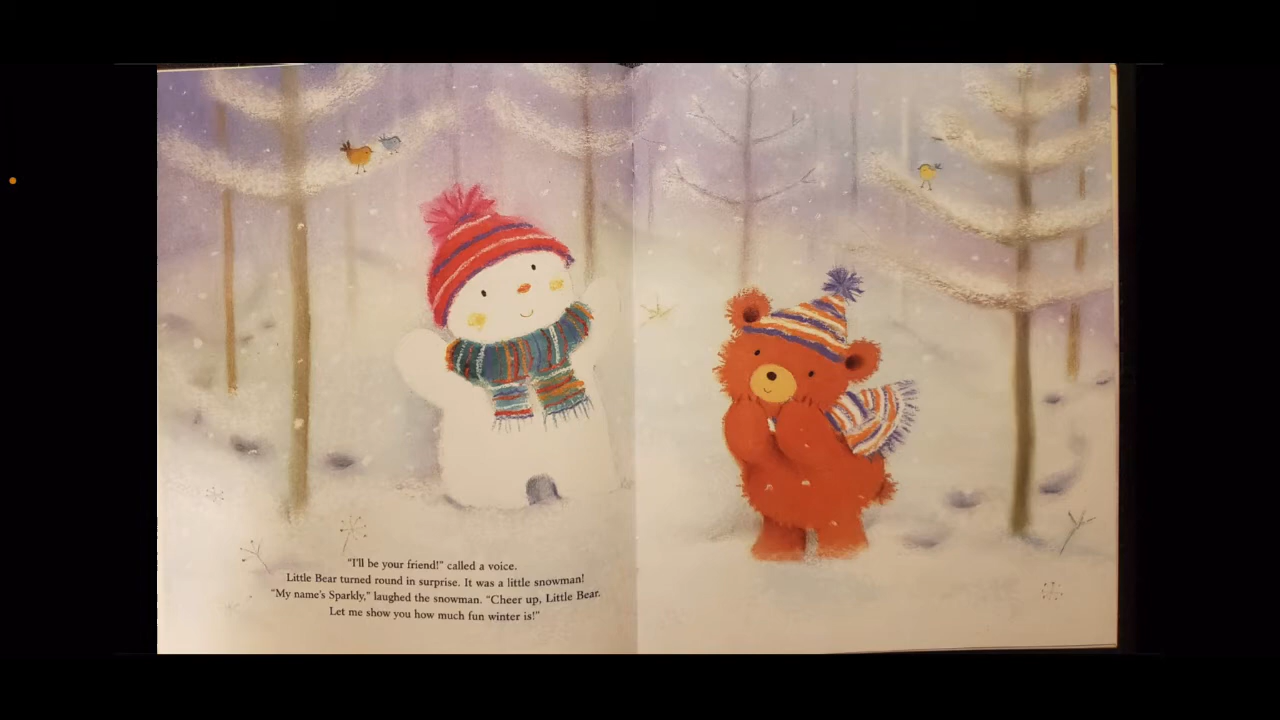 "I'll be your friend!" called a voice.
Little Bear turned round in surprise. It was a little snowman!
"My name's Sparkly," laughed the snowman. "Cheer up, Little Bear.
Let me show you how much fun winter is!"